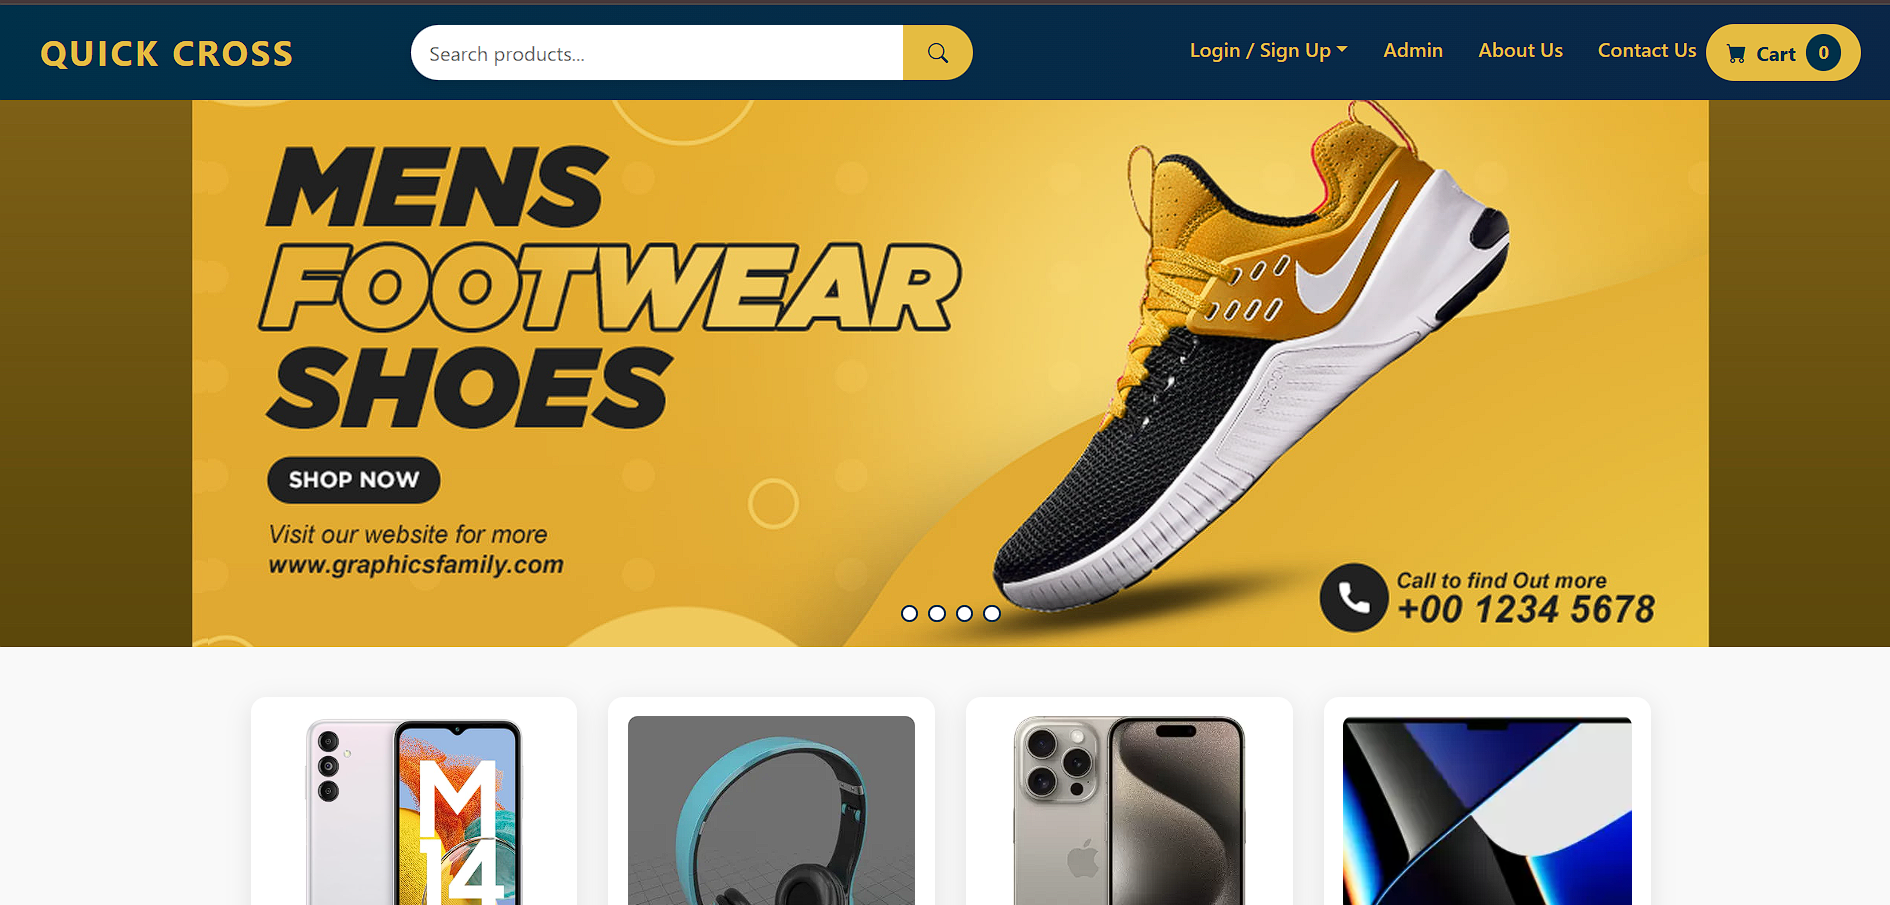 QUICK CROSS
Search products...
Login / Sign Up
Admin
About Us
Contact Us
Cart 0
MENS
FOOTWEAR
SHOES
SHOP NOW
Visit our website for more
www.graphicsfamily.com
Call to find Out more
+00 1234 5678
M
14